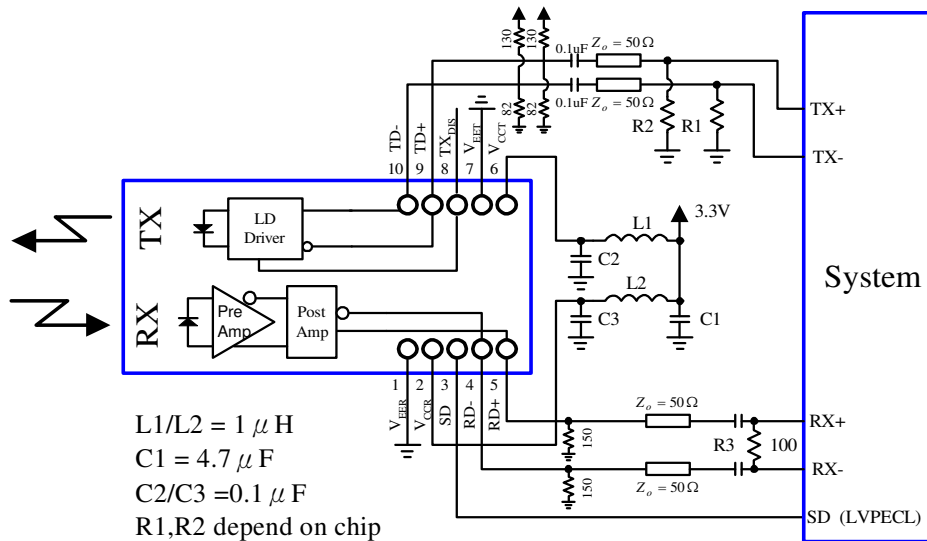 130
130
0.1uF
Zo = 50Ω
82
82
0.1uF
Zo = 50Ω
R2
R1
TX+
TX-
TD-
TD+
TXDIS
VEET
VCCT
10
9
8
7
6
TX
LD
Driver
3.3V
L1
C2
L2
C3
C1
System
RX
Pre
Amp
Post
Amp
1
2
3
4
5
VEER
VCCR
SD
RD-
RD+
150
Zo = 50Ω
R3
100
RX+
150
Zo = 50Ω
RX-
SD (LVPECL)
L1/L2 = 1 μH
C1 = 4.7 μF
C2/C3 =0.1 μF
R1,R2 depend on chip